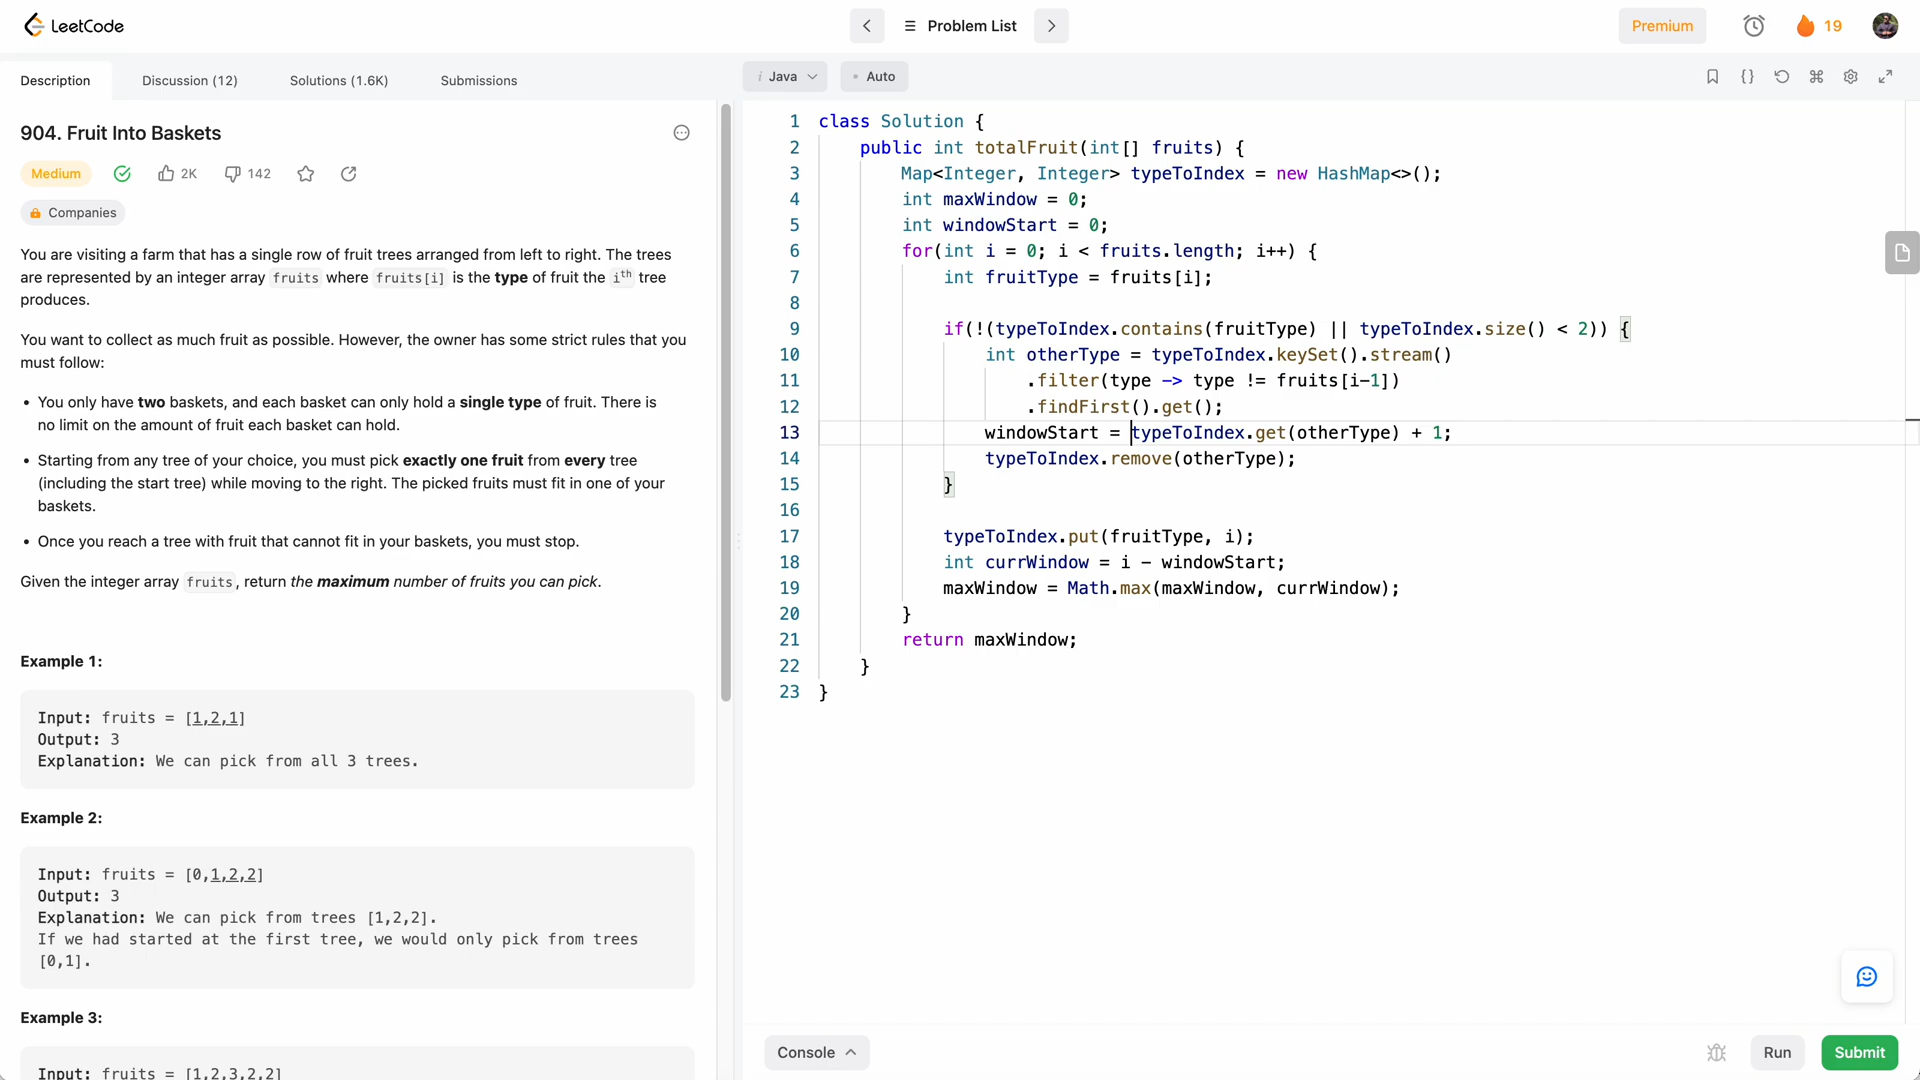 LeetCode
Problem List
Premium
19
Description
Discussion (12)
Solutions (1.6K)
Submissions
904. Fruit Into Baskets
Medium
2K
142
Companies
You are visiting a farm that has a single row of fruit trees arranged from left to right. The trees
are represented by an integer array fruits where fruits[i] is the type of fruit the ith tree
produces.
You want to collect as much fruit as possible. However, the owner has some strict rules that you
must follow:
• You only have two baskets, and each basket can only hold a single type of fruit. There is
no limit on the amount of fruit each basket can hold.
• Starting from any tree of your choice, you must pick exactly one fruit from every tree
(including the start tree) while moving to the right. The picked fruits must fit in one of your
baskets.
• Once you reach a tree with fruit that cannot fit in your baskets, you must stop.
Given the integer array fruits, return the maximum number of fruits you can pick.
Example 1:
Input: fruits = [1,2,1]
Output: 3
Explanation: We can pick from all 3 trees.
Example 2:
Input: fruits = [0,1,2,2]
Output: 3
Explanation: We can pick from trees [1,2,2].
If we had started at the first tree, we would only pick from trees
[0,1].
Example 3:
Input: fruits = [1,2,3,2,2]
i Java
Auto
1 class Solution {
2 public int totalFruit(int[] fruits) {
3 Map<Integer, Integer> typeToIndex = new HashMap<>();
4 int maxWindow = 0;
5 int windowStart = 0;
6 for(int i = 0; i < fruits.length; i++) {
7 int fruitType = fruits[i];
8
9 if(!(typeToIndex.contains(fruitType) || typeToIndex.size() < 2)) {
10 int otherType = typeToIndex.keySet().stream()
11 .filter(type -> type != fruits[i-1])
12 .findFirst().get();
13 windowStart = typeToIndex.get(otherType) + 1;
14 typeToIndex.remove(otherType);
15 }
16
17 typeToIndex.put(fruitType, i);
18 int currWindow = i - windowStart;
19 maxWindow = Math.max(maxWindow, currWindow);
20 }
21 return maxWindow;
22 }
23 }
Console
Run
Submit